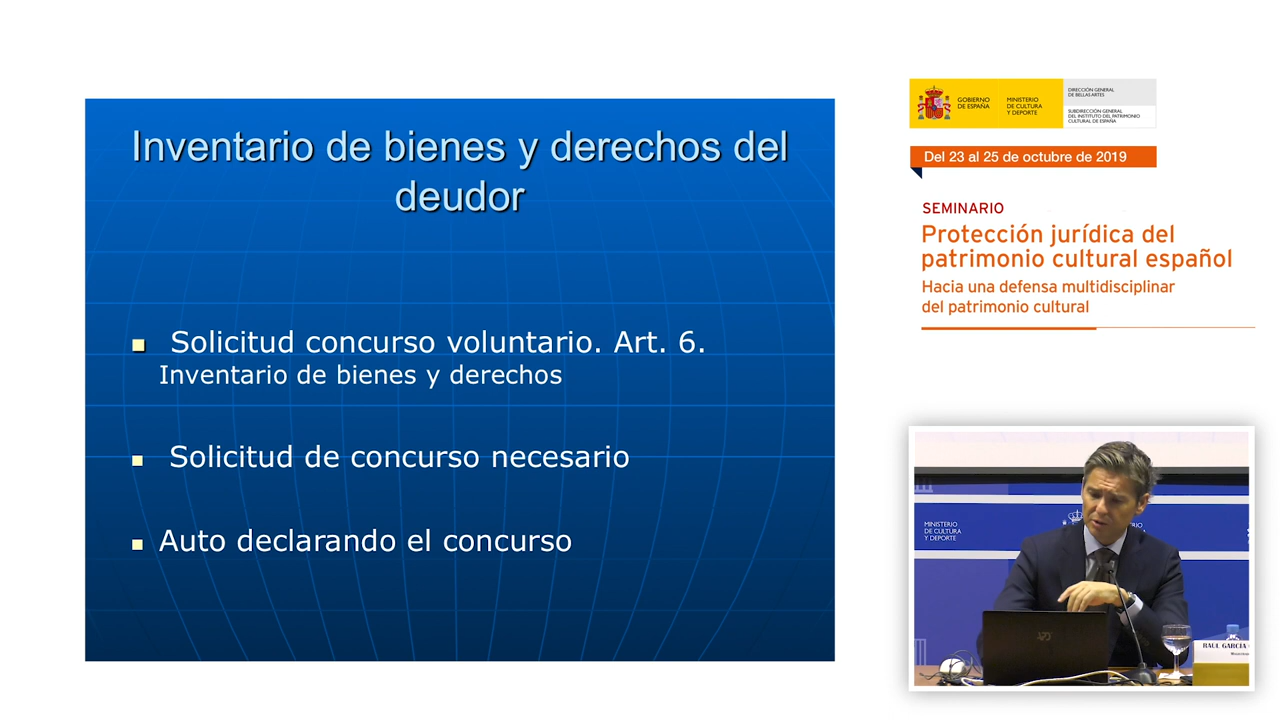 Inventario de bienes y derechos del
deudor
Solicitud concurso voluntario. Art. 6.
Inventario de bienes y derechos
Solicitud de concurso necesario
Auto declarando el concurso
GOBIERNO
DE ESPAÑA
MINISTERIO
DE CULTURA
Y DEPORTE
DIRECCIÓN GENERAL
DE BELLAS ARTES
SUBDIRECCIÓN GENERAL
DEL INSTITUTO DEL PATRIMONIO
CULTURAL DE ESPAÑA
Del 23 al 25 de octubre de 2019
SEMINARIO
Protección jurídica del
patrimonio cultural español
Hacia una defensa multidisciplinar
del patrimonio cultural
MINISTERIO
DE CULTURA
Y DEPORTE
RAUL GARCIA